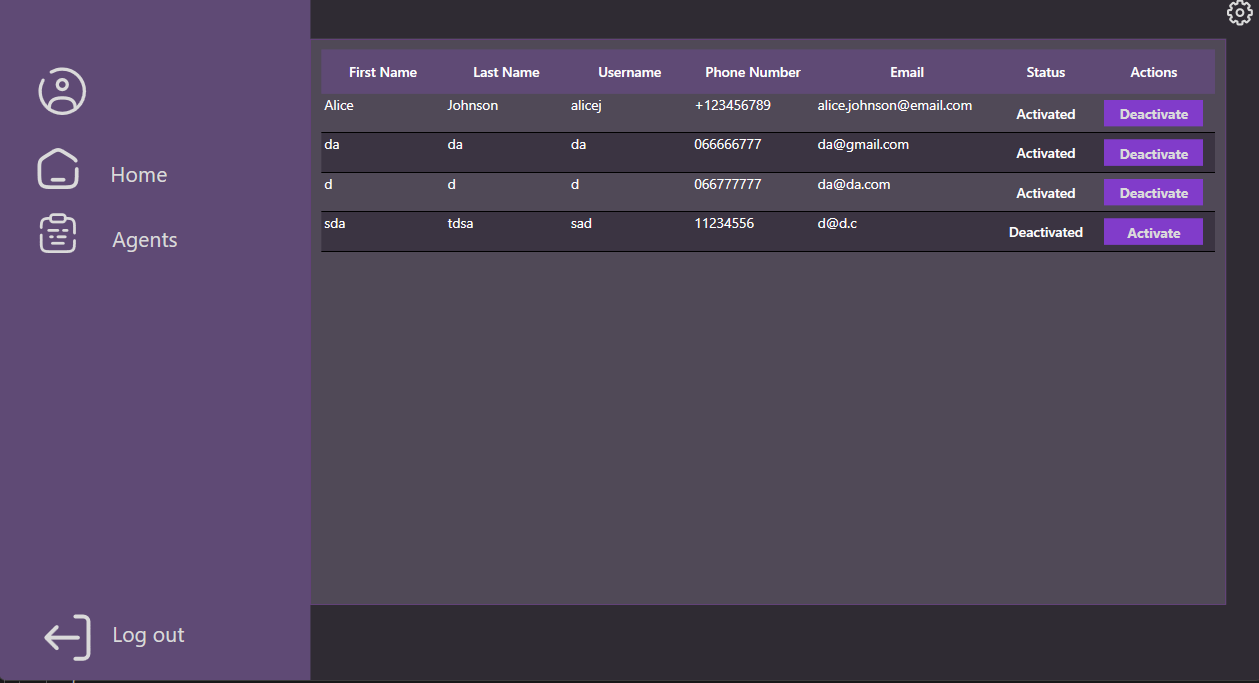 Home
Agents
Log out
First Name Last Name Username Phone Number Email Status Actions
Alice Johnson alicej +123456789 alice.johnson@email.com Activated Deactivate
da da da 066666777 da@gmail.com Activated Deactivate
d d d 066777777 da@da.com Activated Deactivate
sda tdsa sad 11234556 d@d.c Deactivated Activate